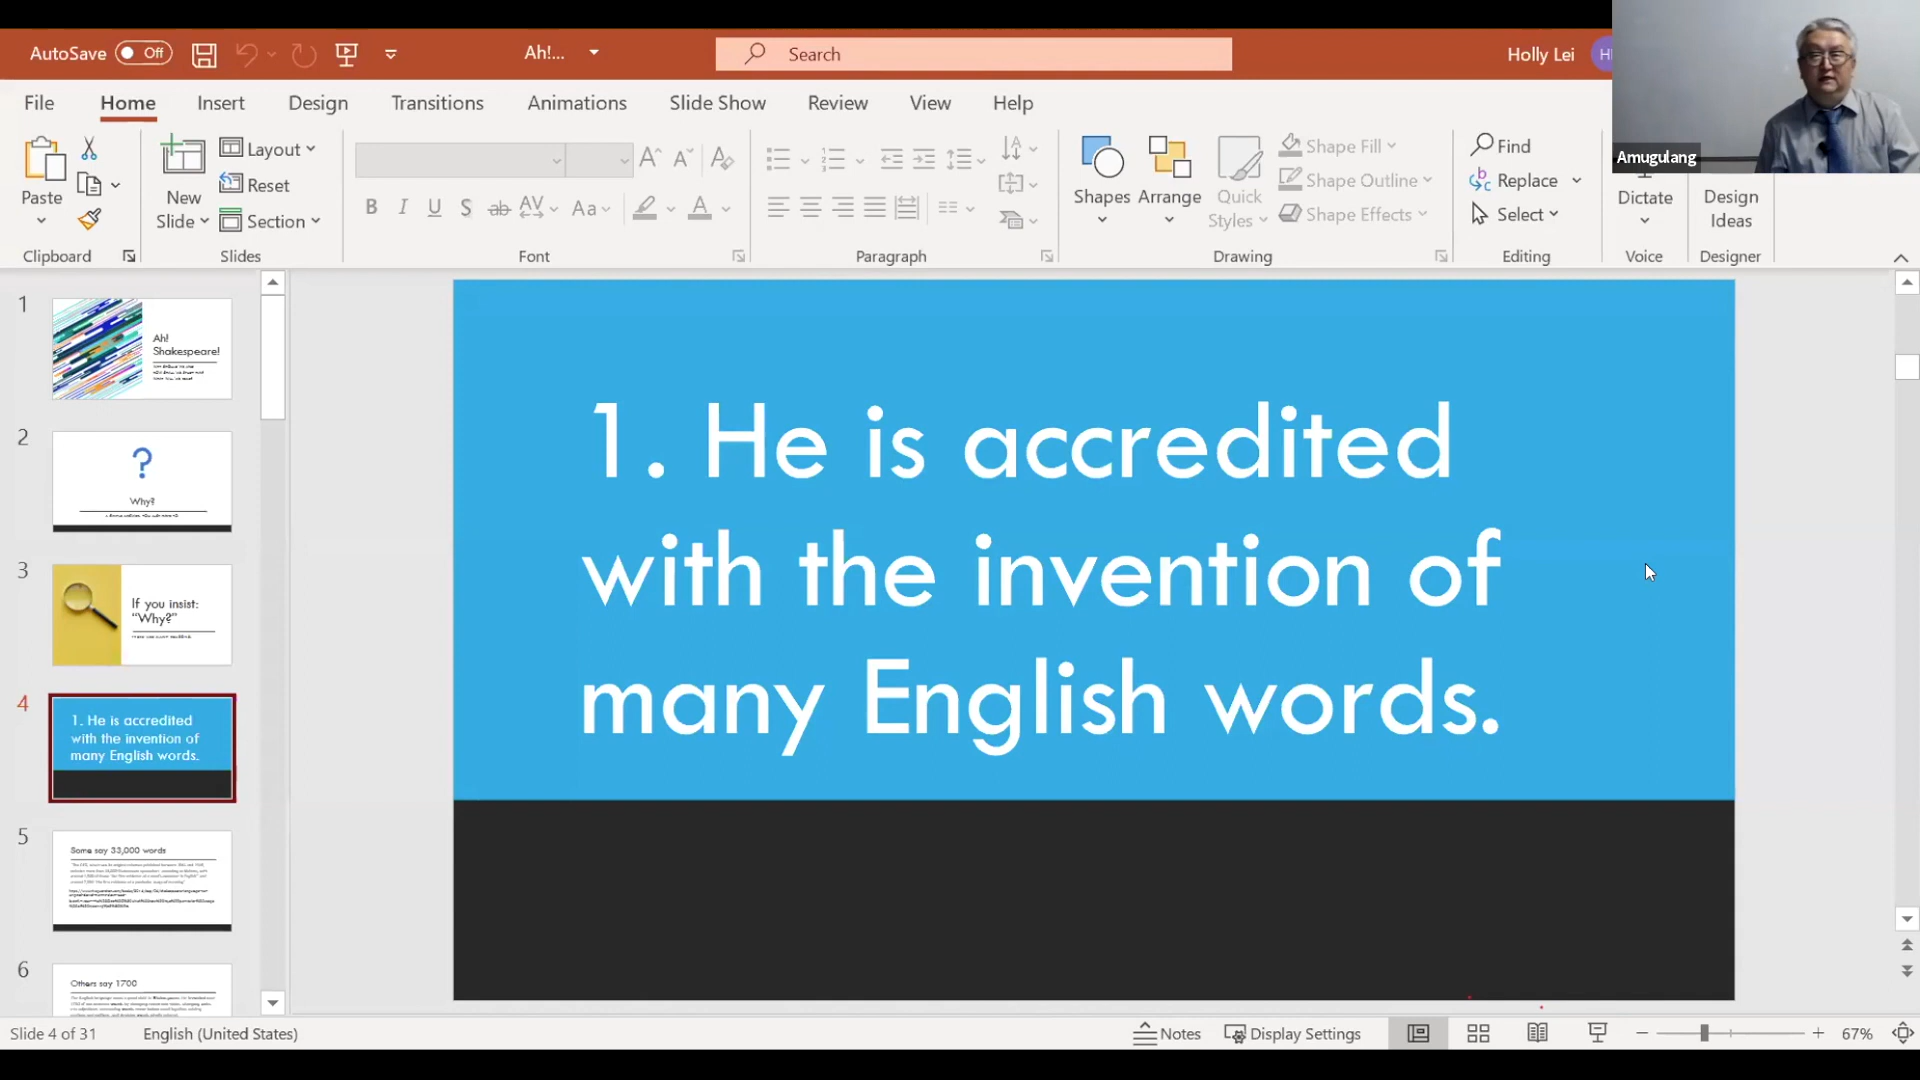 AutoSave Off Ah!... Search Holly Lei
Amugulang
File Home Insert Design Transitions Animations Slide Show Review View Help
Paste
New Slide
Layout
Reset
Section
Shapes Arrange Quick Styles
Shape Fill
Shape Outline
Shape Effects
Find
Replace
Select
Dictate
Design Ideas
Clipboard Slides Font Paragraph Drawing Editing Voice Designer
1
Ah!
Shakespeare!
2
?
Why?
3
If you insist:
“Why?”
4
1. He is accredited
with the invention of
many English words.
5
Some say 33,000 words
6
Others say 1700
1. He is accredited
with the invention of
many English words.
Slide 4 of 31 English (United States) Notes Display Settings 67%